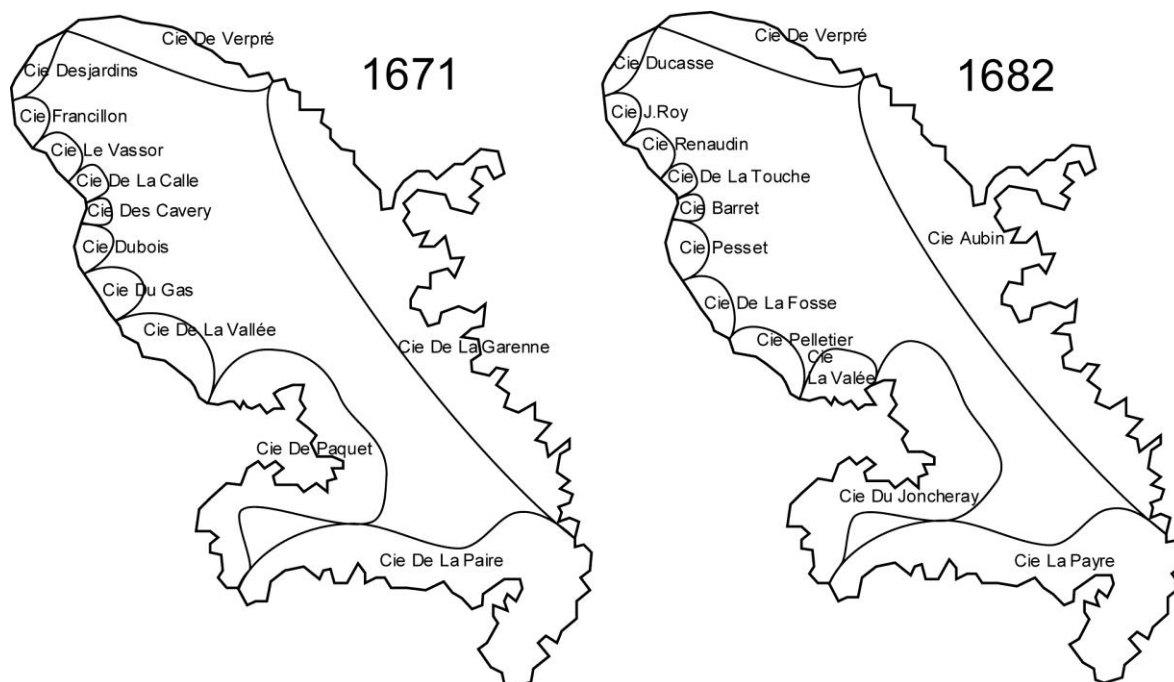 Cie De Verpré
1671
Cie Desjardins
Cie Francillon
Cie Le Vassor
Cie De La Calle
Cie Des Cavery
Cie Dubois
Cie Du Gas
Cie De La Vallée
Cie De La Garenne
Cie De Paquet
Cie De La Paire
Cie De Verpré
1682
Cie Ducasse
Cie J.Roy
Cie Renaudin
Cie De La Touche
Cie Barret
Cie Aubin
Cie Pesset
Cie De La Fosse
Cie Pelletier
Cie
La Valée
Cie Du Joncheray
Cie La Payre